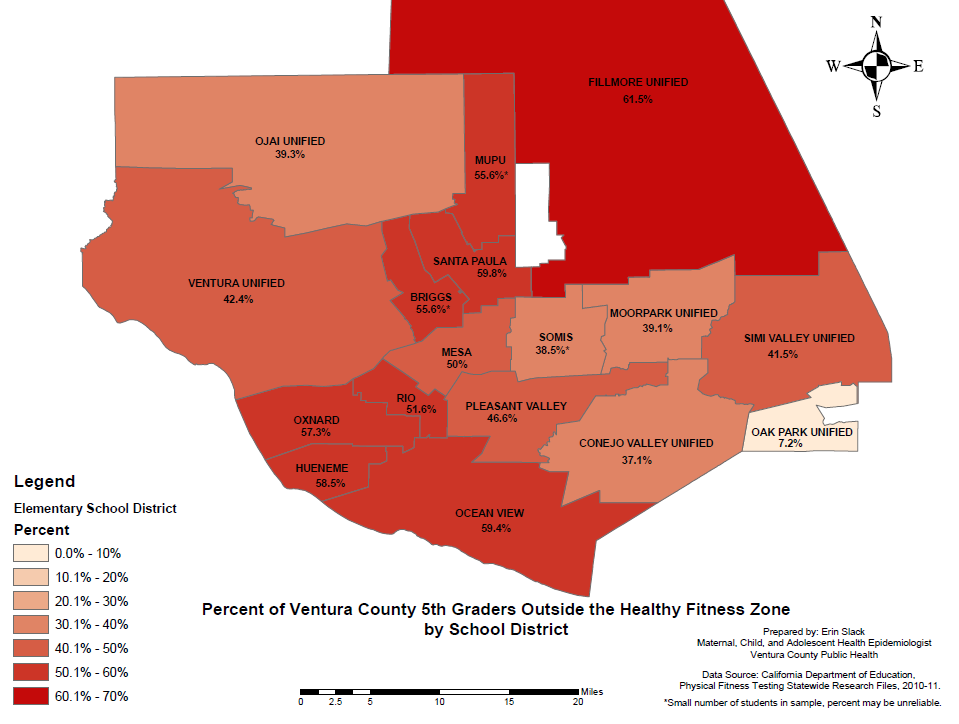 N
W
E
S
FILLMORE UNIFIED
61.5%
OJAI UNIFIED
39.3%
MUPU
55.6%*
SANTA PAULA
59.8%
VENTURA UNIFIED
42.4%
BRIGGS
55.6%*
MOORPARK UNIFIED
39.1%
SOMIS
38.5%*
SIMI VALLEY UNIFIED
41.5%
MESA
50%
RIO
51.6%
PLEASANT VALLEY
46.6%
OXNARD
57.3%
OAK PARK UNIFIED
7.2%
CONEJO VALLEY UNIFIED
37.1%
HUENEME
58.5%
OCEAN VIEW
59.4%
Legend
Elementary School District
Percent
0.0% - 10%
10.1% - 20%
20.1% - 30%
30.1% - 40%
40.1% - 50%
50.1% - 60%
60.1% - 70%
Percent of Ventura County 5th Graders Outside the Healthy Fitness Zone
by School District
Miles
0 2.5 5 10 15 20
Prepared by: Erin Slack
Maternal, Child, and Adolescent Health Epidemiologist
Ventura County Public Health
Data Source: California Department of Education,
Physical Fitness Testing Statewide Research Files, 2010-11.
*Small number of students in sample, percent may be unreliable.